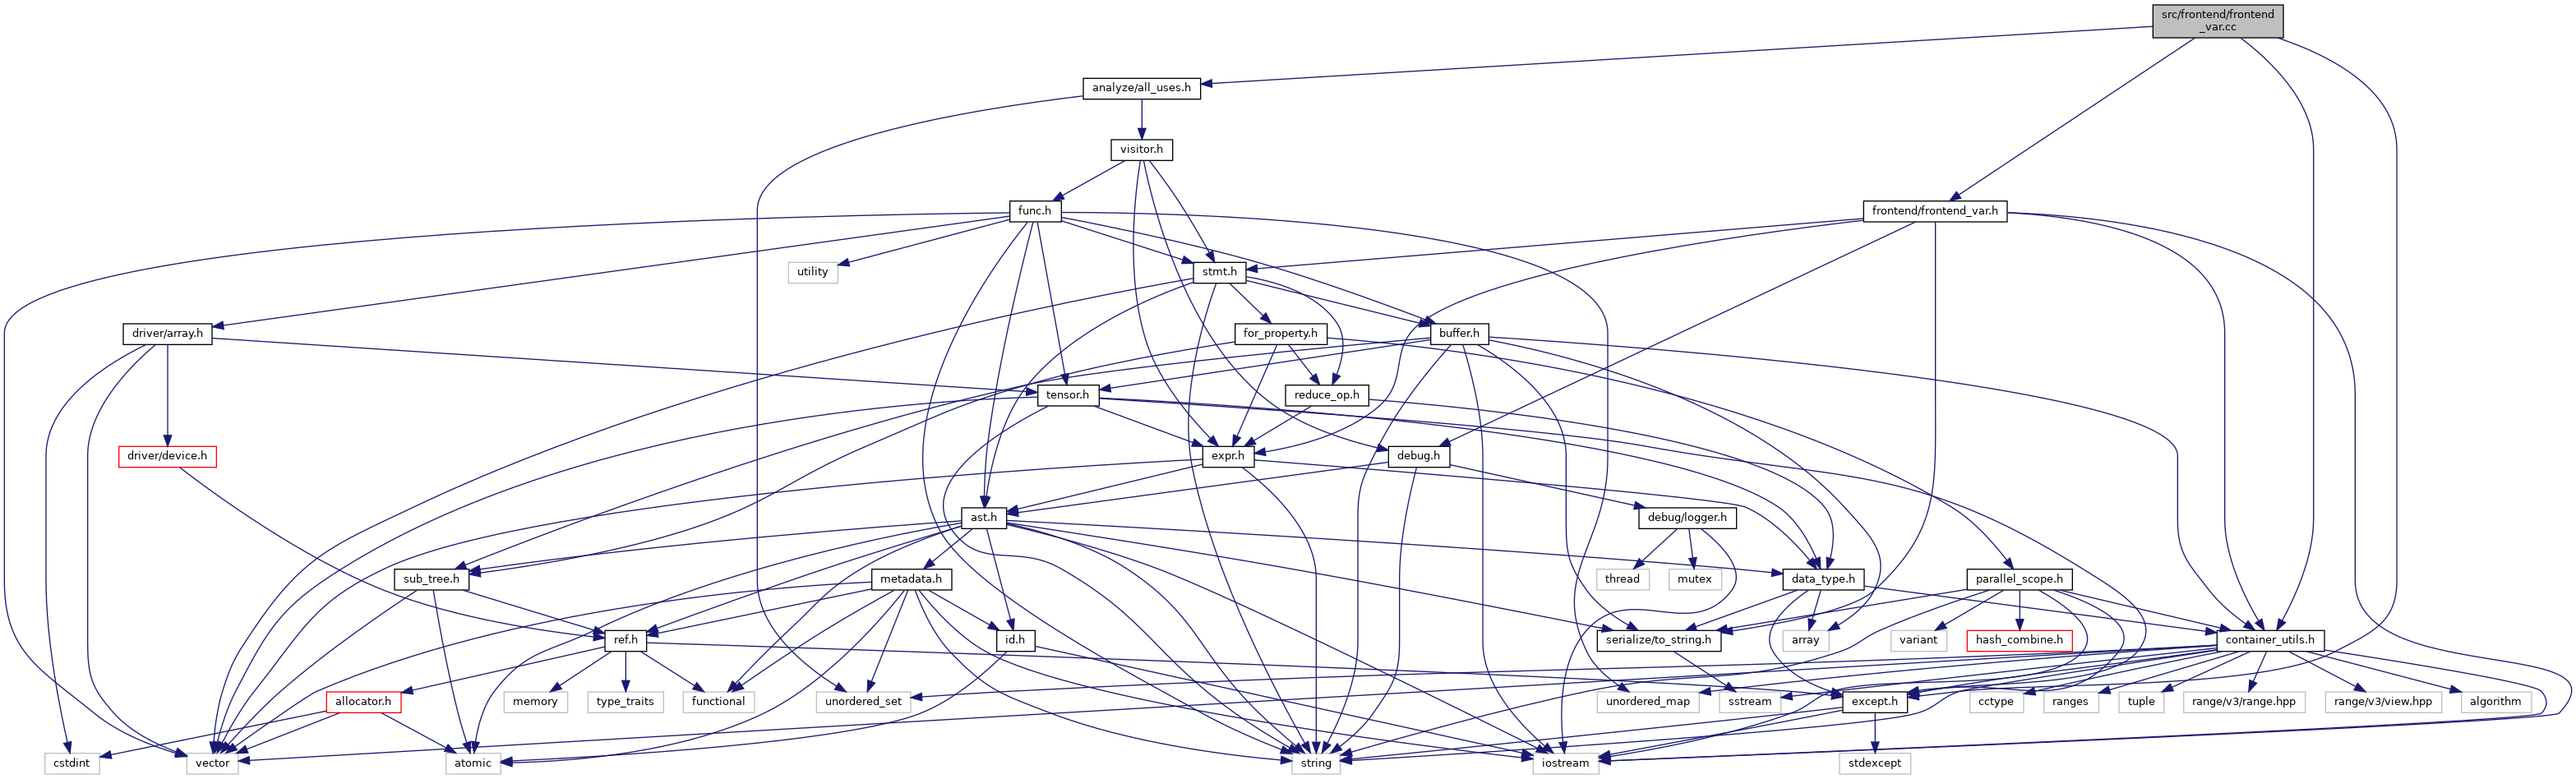 src/frontend/frontend
_var.cc
analyze/all_uses.h
visitor.h
func.h
frontend/frontend_var.h
utility
stmt.h
driver/array.h
for_property.h
buffer.h
tensor.h
reduce_op.h
driver/device.h
expr.h
debug.h
ast.h
debug/logger.h
sub_tree.h
metadata.h
thread
mutex
data_type.h
parallel_scope.h
ref.h
id.h
serialize/to_string.h
array
variant
hash_combine.h
container_utils.h
allocator.h
memory
type_traits
functional
unordered_set
unordered_map
sstream
except.h
cctype
ranges
tuple
range/v3/range.hpp
range/v3/view.hpp
algorithm
cstdint
vector
atomic
string
iostream
stdexcept